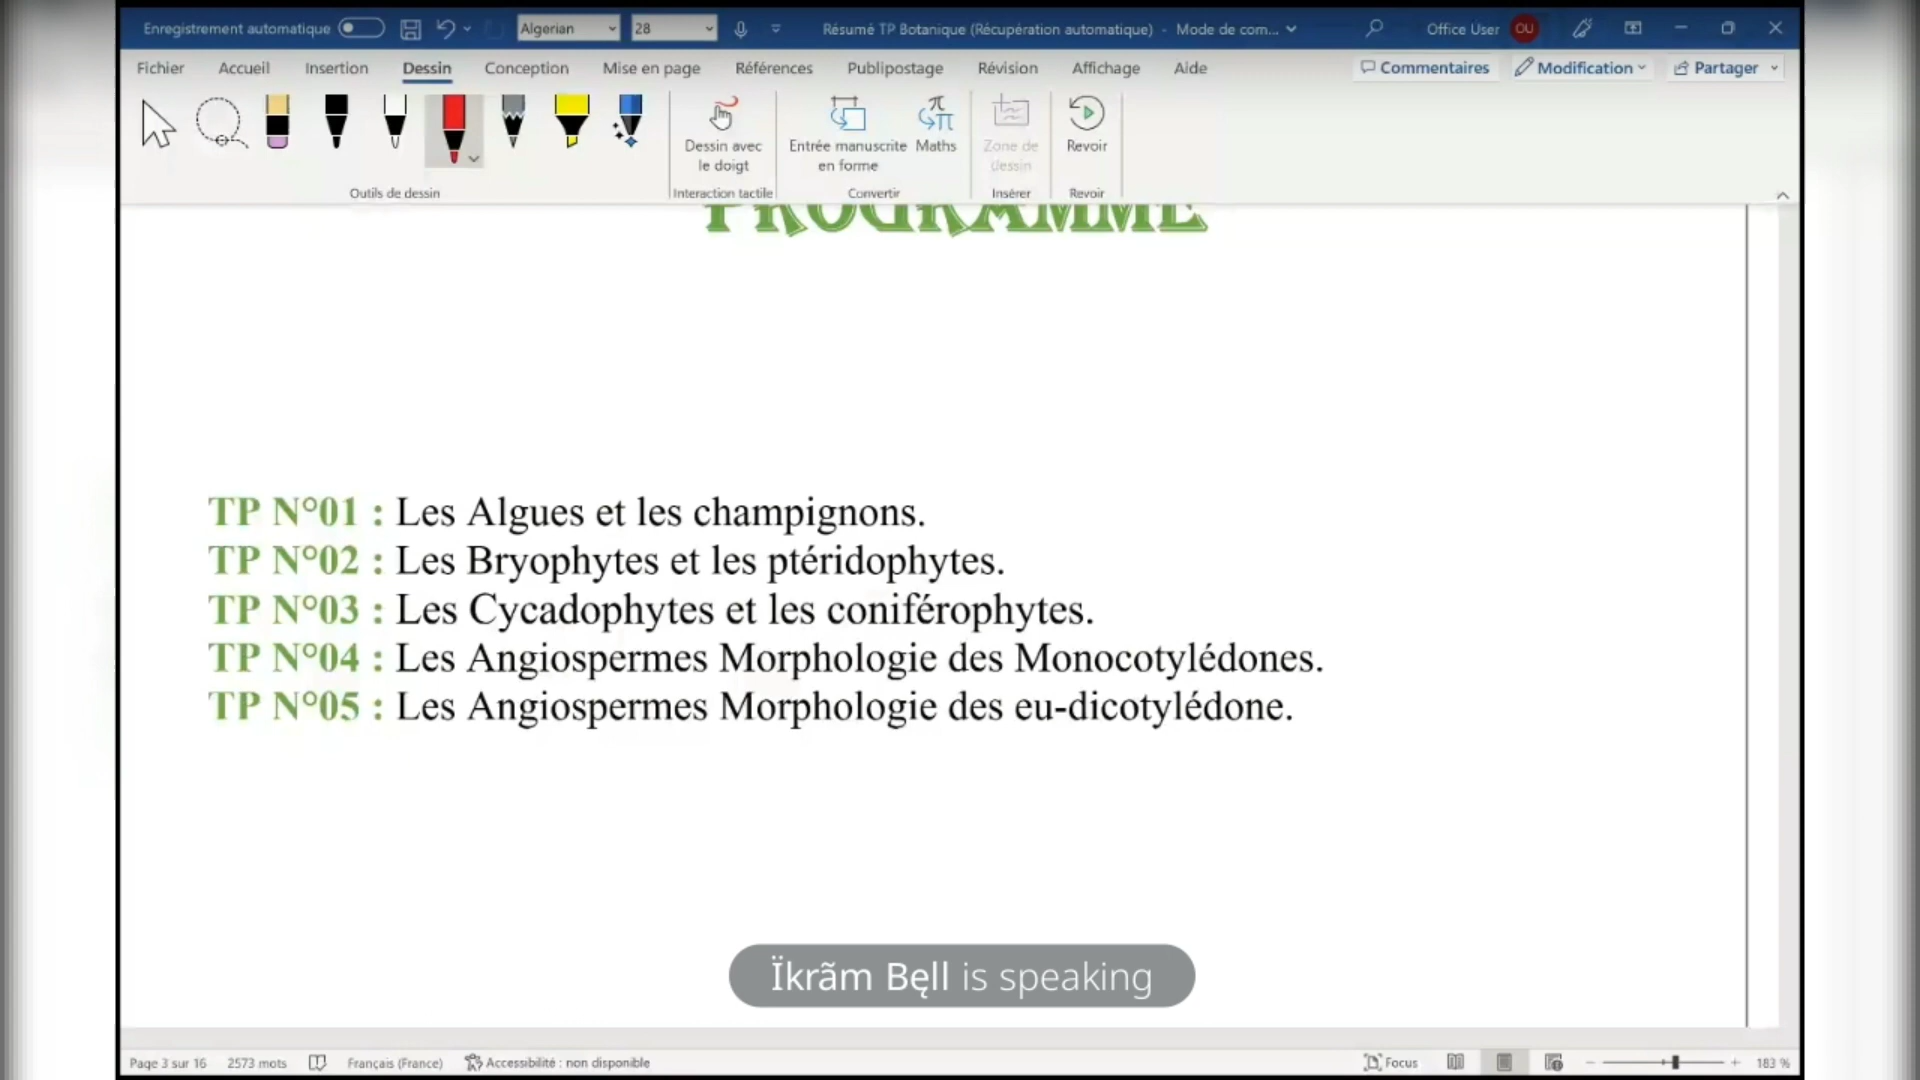 Enregistrement automatique
Algerian
28
Résumé TP Botanique (Récupération automatique) - Mode de com...
Office User
OU
Fichier Accueil Insertion Dessin Conception Mise en page Références Publipostage Révision Affichage Aide
Commentaires
Modification
Partager
Dessin avec le doigt
Entrée manuscrite en forme
Maths
Zone de dessin
Revoir
Outils de dessin
Interaction tactile
Convertir
Insérer
Revoir
PROGRAMME
TP N°01 : Les Algues et les champignons.
TP N°02 : Les Bryophytes et les ptéridophytes.
TP N°03 : Les Cycadophytes et les coniférophytes.
TP N°04 : Les Angiospermes Morphologie des Monocotylédones.
TP N°05 : Les Angiospermes Morphologie des eu-dicotylédone.
Ïkrãm Bęll is speaking
Page 3 sur 16 2573 mots Français (France) Accessibilité : non disponible Focus 183 %